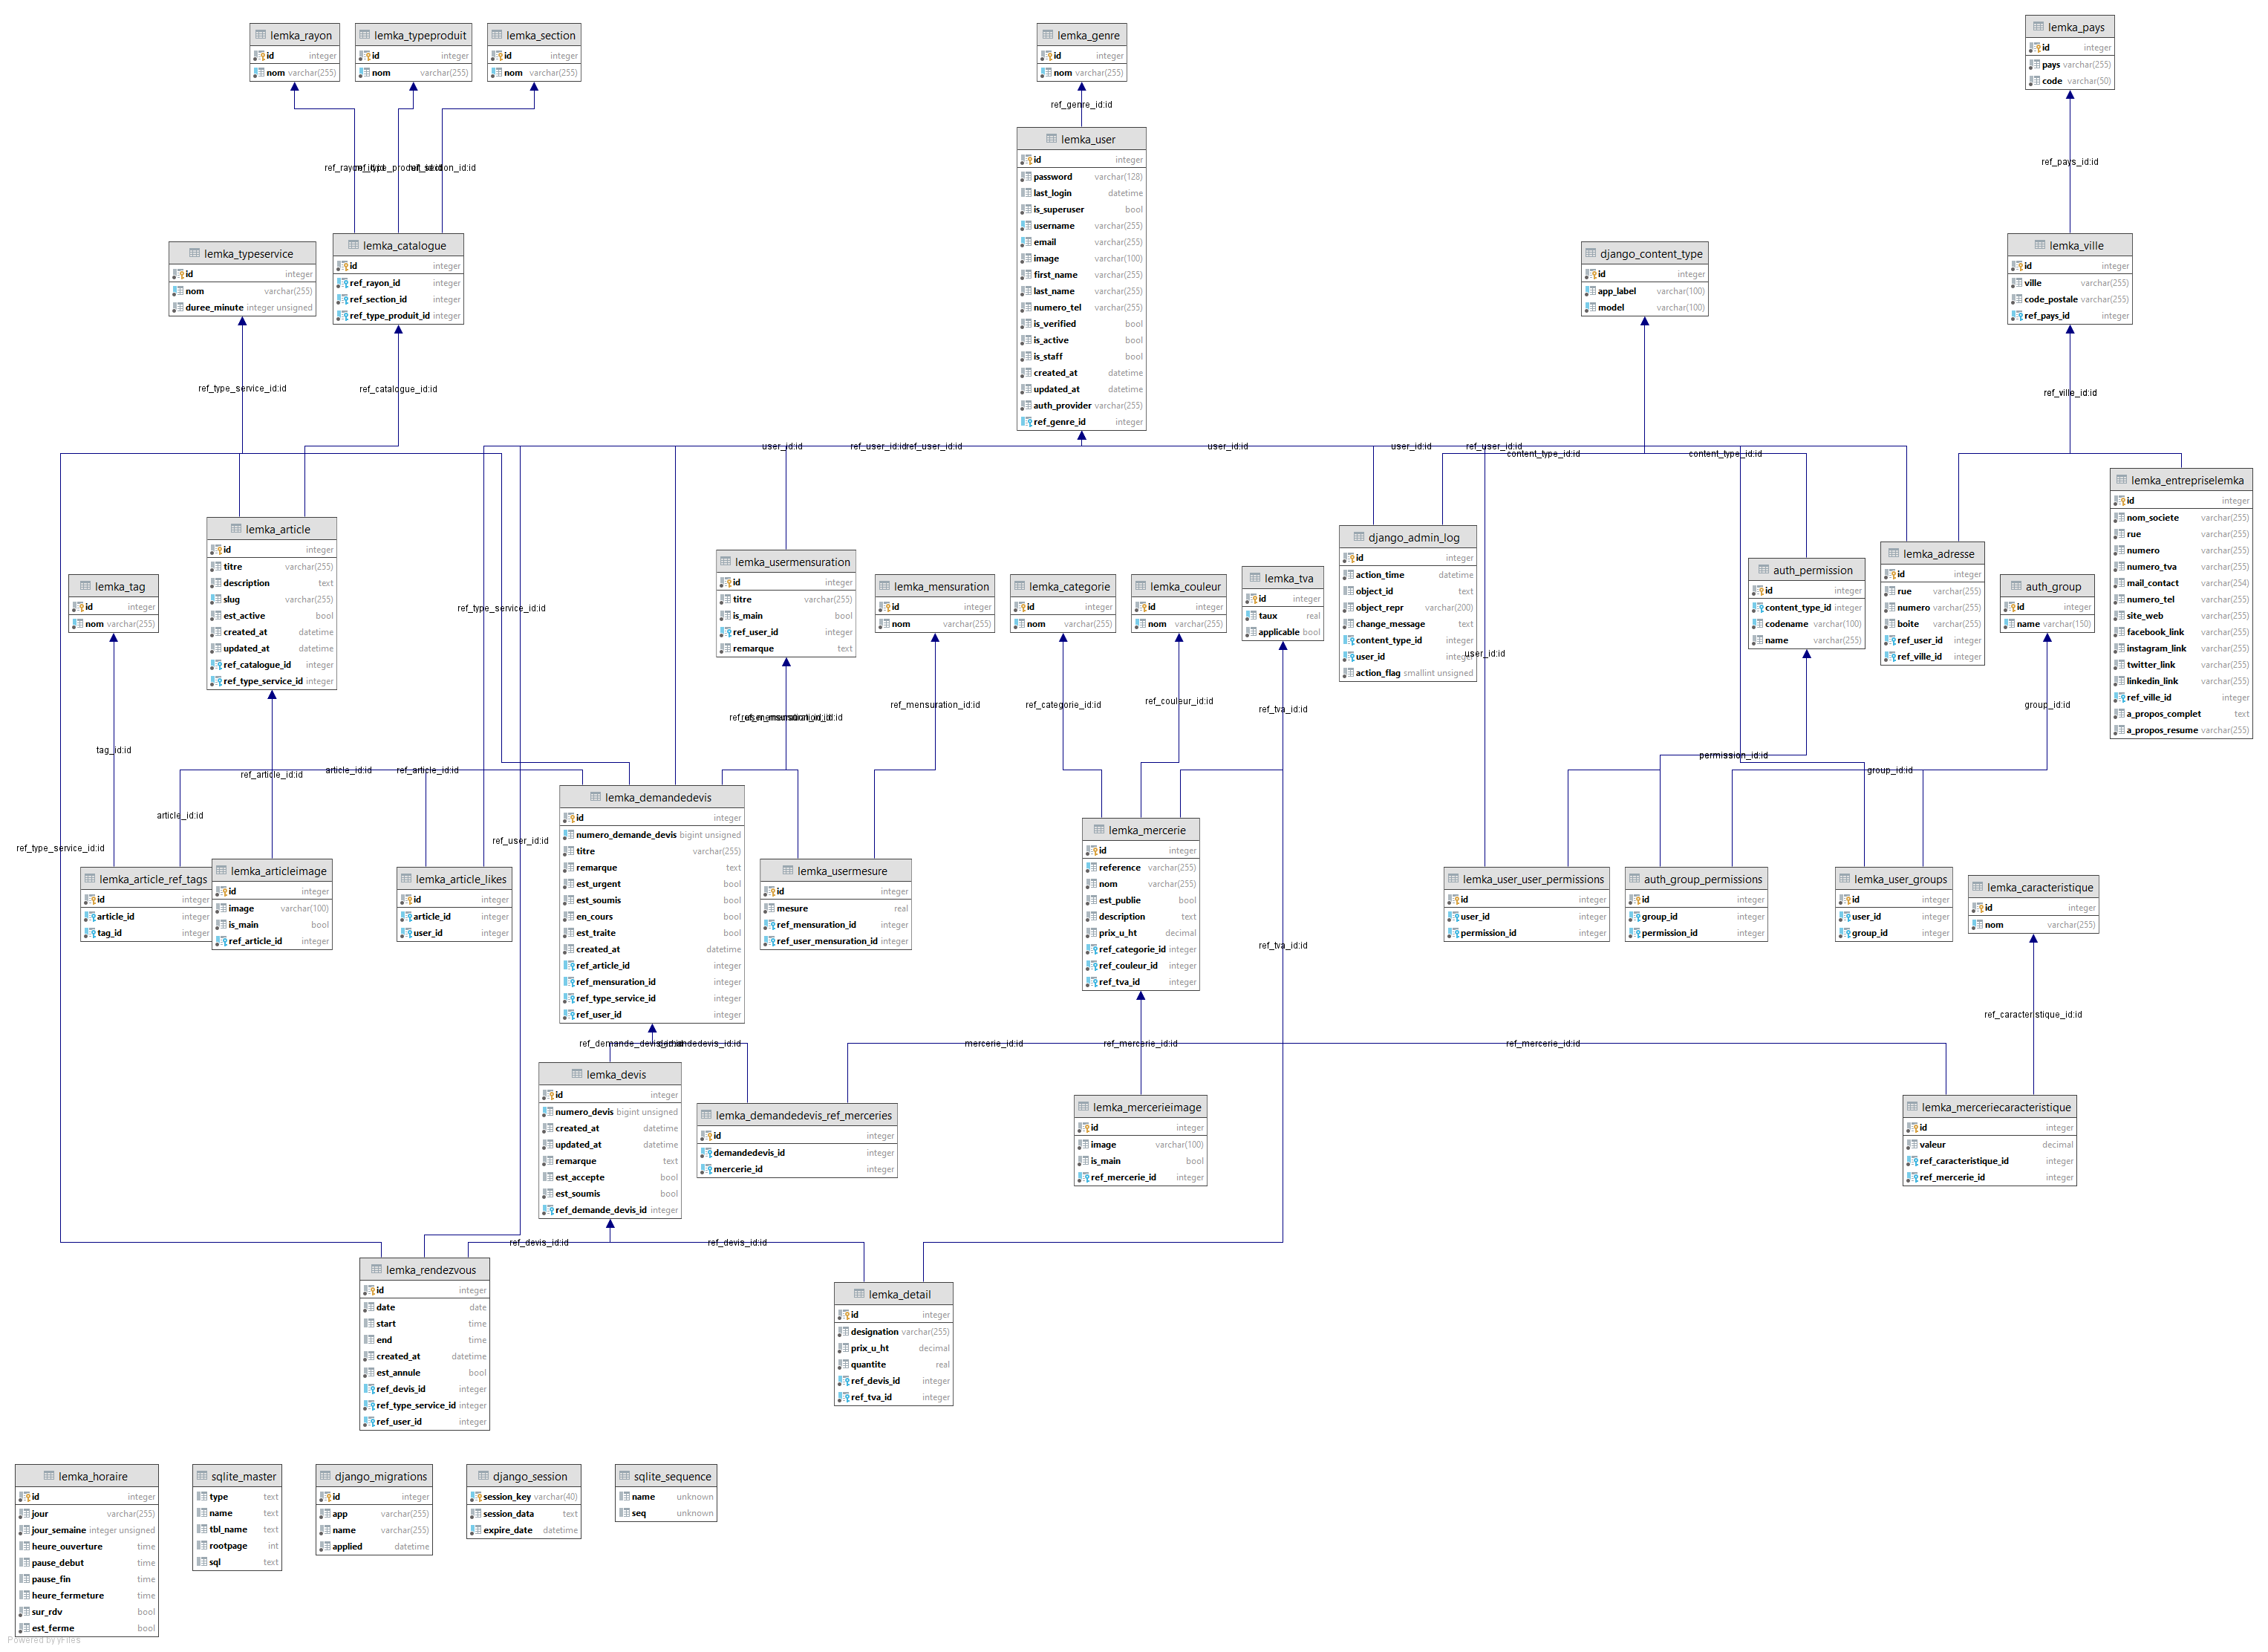 lemka_rayon
id integer
nom varchar(255)
lemka_typeproduit
id integer
nom varchar(255)
lemka_section
id integer
nom varchar(255)
lemka_genre
id integer
nom varchar(255)
lemka_pays
id integer
pays varchar(255)
code varchar(50)
ref_genre_id:id
lemka_user
id integer
password varchar(128)
last_login datetime
is_superuser bool
username varchar(255)
email varchar(255)
image varchar(100)
first_name varchar(255)
last_name varchar(255)
numero_tel varchar(255)
is_verified bool
is_active bool
is_staff bool
created_at datetime
updated_at datetime
auth_provider varchar(255)
ref_genre_id integer
ref_pays_id:id
lemka_typeservice
id integer
nom varchar(255)
duree_minute integer unsigned
lemka_catalogue
id integer
ref_rayon_id integer
ref_section_id integer
ref_type_produit_id integer
django_content_type
id integer
app_label varchar(100)
model varchar(100)
lemka_ville
id integer
ville varchar(255)
code_postale varchar(255)
ref_pays_id integer
ref_type_service_id:id
ref_catalogue_id:id
ref_ville_id:id
user_id:id
ref_user_id:id
ref_user_id:id
user_id:id
user_id:id
ref_user_id:id
content_type_id:id
content_type_id:id
lemka_entrepriselemka
id integer
nom_societe varchar(255)
rue varchar(255)
numero varchar(255)
numero_tva varchar(255)
mail_contact varchar(254)
numero_tel varchar(255)
site_web varchar(255)
facebook_link varchar(255)
instagram_link varchar(255)
twitter_link varchar(255)
linkedin_link varchar(255)
ref_ville_id integer
a_propos_complet text
a_propos_resume varchar(255)
lemka_article
id integer
titre varchar(255)
description text
slug varchar(255)
est_active bool
created_at datetime
updated_at datetime
ref_catalogue_id integer
ref_type_service_id integer
lemka_tag
id integer
nom varchar(255)
ref_type_service_id:id
lemka_usermensuration
id integer
titre varchar(255)
is_main bool
ref_user_id integer
remarque text
lemka_mensuration
id integer
nom varchar(255)
lemka_categorie
id integer
nom varchar(255)
lemka_couleur
id integer
nom varchar(255)
lemka_tva
id integer
taux real
applicable bool
django_admin_log
id integer
action_time datetime
object_id text
object_repr varchar(200)
change_message text
content_type_id integer
user_id integer
action_flag smallint unsigned
user_id:id
auth_permission
id integer
content_type_id integer
codename varchar(100)
name varchar(255)
lemka_adresse
id integer
rue varchar(255)
numero varchar(255)
boite varchar(255)
ref_user_id integer
ref_ville_id integer
auth_group
id integer
name varchar(150)
ref_mensuration_id:id
ref_categorie_id:id
ref_couleur_id:id
ref_tva_id:id
group_id:id
tag_id:id
permission_id:id
ref_article_id:id
article_id:id
ref_article_id:id
group_id:id
article_id:id
ref_type_service_id:id
ref_user_id:id
lemka_article_ref_tags
id integer
article_id integer
tag_id integer
lemka_articleimage
id integer
image varchar(100)
is_main bool
ref_article_id integer
lemka_article_likes
id integer
article_id integer
user_id integer
lemka_demandedevis
id integer
numero_demande_devis bigint unsigned
titre varchar(255)
remarque text
est_urgent bool
est_soumis bool
en_cours bool
est_traite bool
created_at datetime
ref_article_id integer
ref_mensuration_id integer
ref_type_service_id integer
ref_user_id integer
lemka_usermesure
id integer
mesure real
ref_mensuration_id integer
ref_user_mensuration_id integer
lemka_mercerie
id integer
reference varchar(255)
nom varchar(255)
est_publie bool
description text
prix_u_ht decimal
ref_categorie_id integer
ref_couleur_id integer
ref_tva_id integer
ref_tva_id:id
lemka_user_user_permissions
id integer
user_id integer
permission_id integer
auth_group_permissions
id integer
group_id integer
permission_id integer
lemka_user_groups
id integer
user_id integer
group_id integer
lemka_caracteristique
id integer
nom varchar(255)
ref_caracteristique_id:id
mercerie_id:id
ref_mercerie_id:id
ref_mercerie_id:id
lemka_devis
id integer
numero_devis bigint unsigned
created_at datetime
updated_at datetime
remarque text
est_accepte bool
est_soumis bool
ref_demande_devis_id integer
lemka_demandedevis_ref_merceries
id integer
demandedevis_id integer
mercerie_id integer
lemka_mercerieimage
id integer
image varchar(100)
is_main bool
ref_mercerie_id integer
lemka_merceriecaracteristique
id integer
valeur decimal
ref_caracteristique_id integer
ref_mercerie_id integer
ref_devis_id:id
ref_devis_id:id
lemka_rendezvous
id integer
date date
start time
end time
created_at datetime
est_annule bool
ref_devis_id integer
ref_type_service_id integer
ref_user_id integer
lemka_detail
id integer
designation varchar(255)
prix_u_ht decimal
quantite real
ref_devis_id integer
ref_tva_id integer
lemka_horaire
id integer
jour varchar(255)
jour_semaine integer unsigned
heure_ouverture time
pause_debut time
pause_fin time
heure_fermeture time
sur_rdv bool
est_ferme bool
sqlite_master
type text
name text
tbl_name text
rootpage int
sql text
django_migrations
id integer
app varchar(255)
name varchar(255)
applied datetime
django_session
session_key varchar(40)
session_data text
expire_date datetime
sqlite_sequence
name unknown
seq unknown
Powered by yFiles